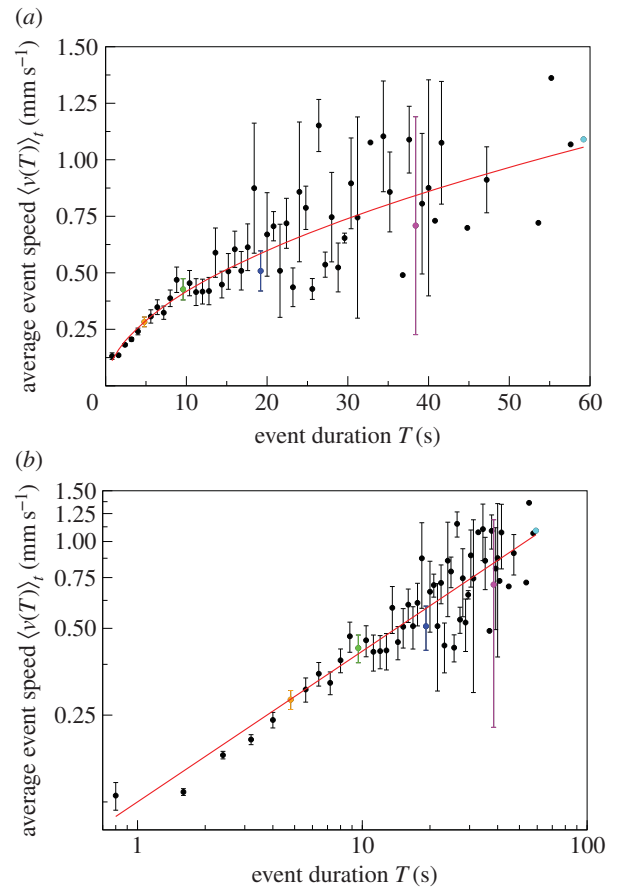 (a)
1.50
1.25
1.00
0.75
0.50
0.25
average event speed ⟨v(T)⟩t (mm s−1)
0 10 20 30 40 50 60
event duration T (s)
(b)
1.50
1.25
1.00
0.75
0.50
0.25
average event speed ⟨v(T)⟩t (mm s−1)
1 10 100
event duration T (s)